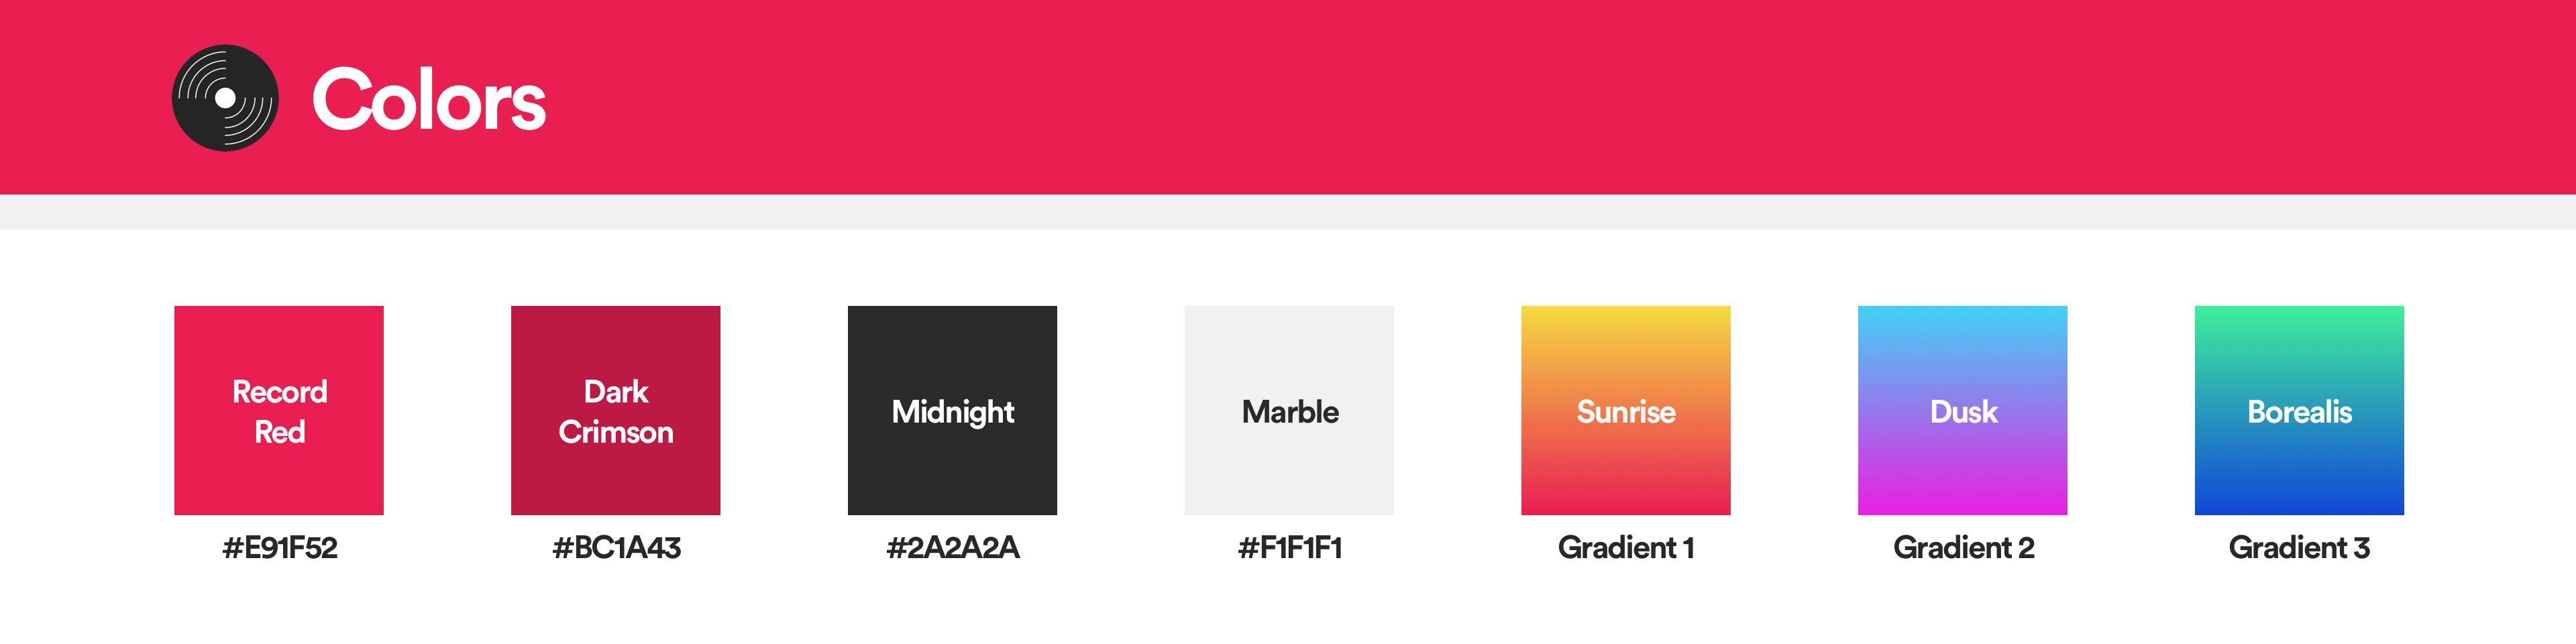 Colors
Record
Red
#E91F52
Dark
Crimson
#BC1A43
Midnight
#2A2A2A
Marble
#F1F1F1
Sunrise
Gradient 1
Dusk
Gradient 2
Borealis
Gradient 3